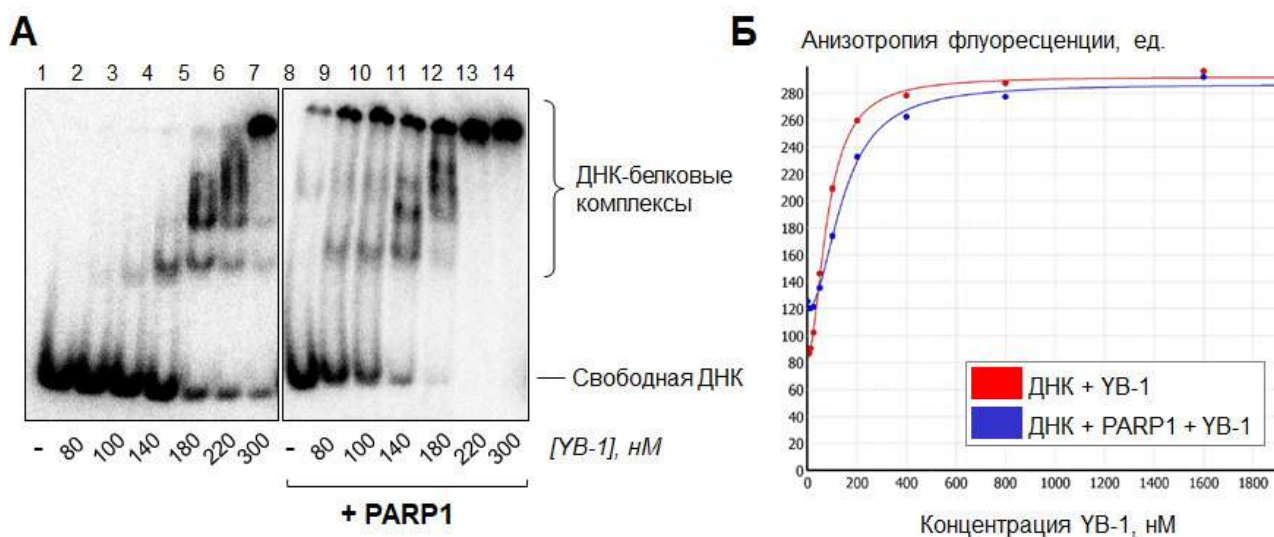 А
1 2 3 4 5 6 7 8 9 10 11 12 13 14
ДНК-белковые
комплексы
Свободная ДНК
- 80 100 140 180 220 300 - 80 100 140 180 220 300 [YB-1], нМ
+ PARP1
Б
Анизотропия флуоресценции, ед.
280
260
240
220
200
180
160
140
120
100
80
60
40
20
0
0 200 400 600 800 1000 1200 1400 1600 1800
ДНК + YB-1
ДНК + PARP1 + YB-1
Концентрация YB-1, нМ